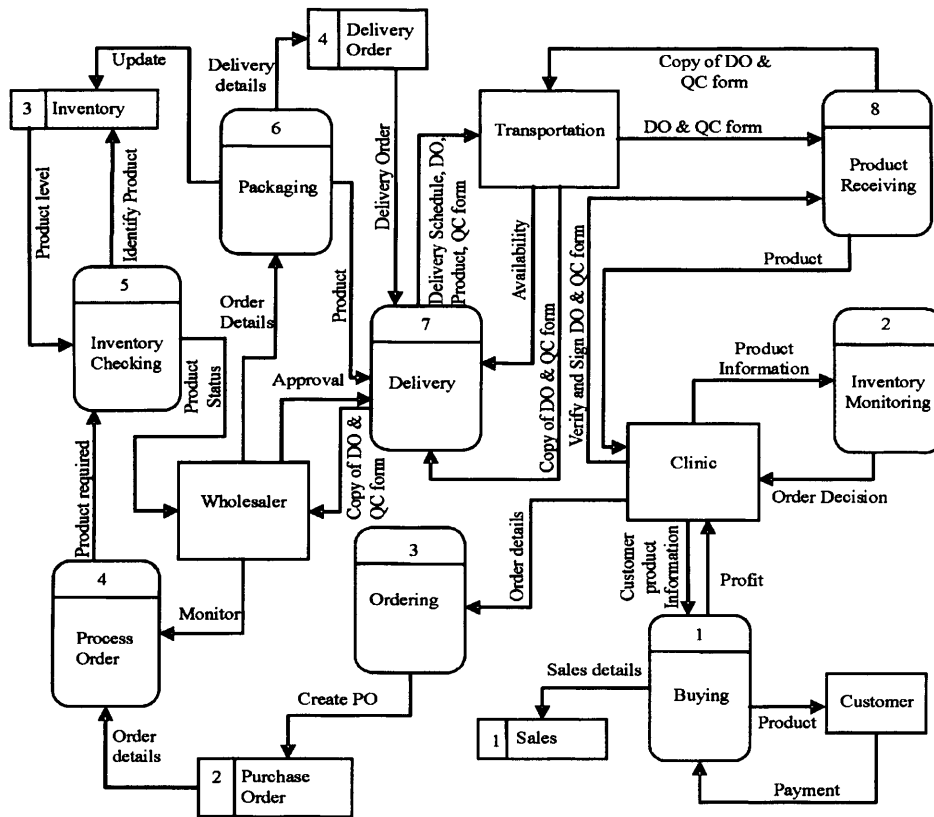 4
Delivery
Order
Update
Delivery
details
Copy of DO &
QC form
3
Inventory
6
Packaging
Transportation
DO & QC form
8
Product
Receiving
Product level
Identify Product
Delivery Order
Delivery Schedule, DO,
Product, QC form
Availability
Copy of DO & QC form
Verify and Sign DO & QC form
Product
5
Inventory
Checking
Order
Details
Product
7
Delivery
2
Inventory
Monitoring
Product
Information
Product
Status
Approval
Product required
Wholesaler
Copy of DO &
QC form
Clinic
Order Decision
3
Ordering
Order details
Customer
product
Information
Profit
4
Process
Order
Monitor
1
Buying
Sales details
Create PO
1
Sales
Product
Customer
Order
details
2
Purchase
Order
Payment